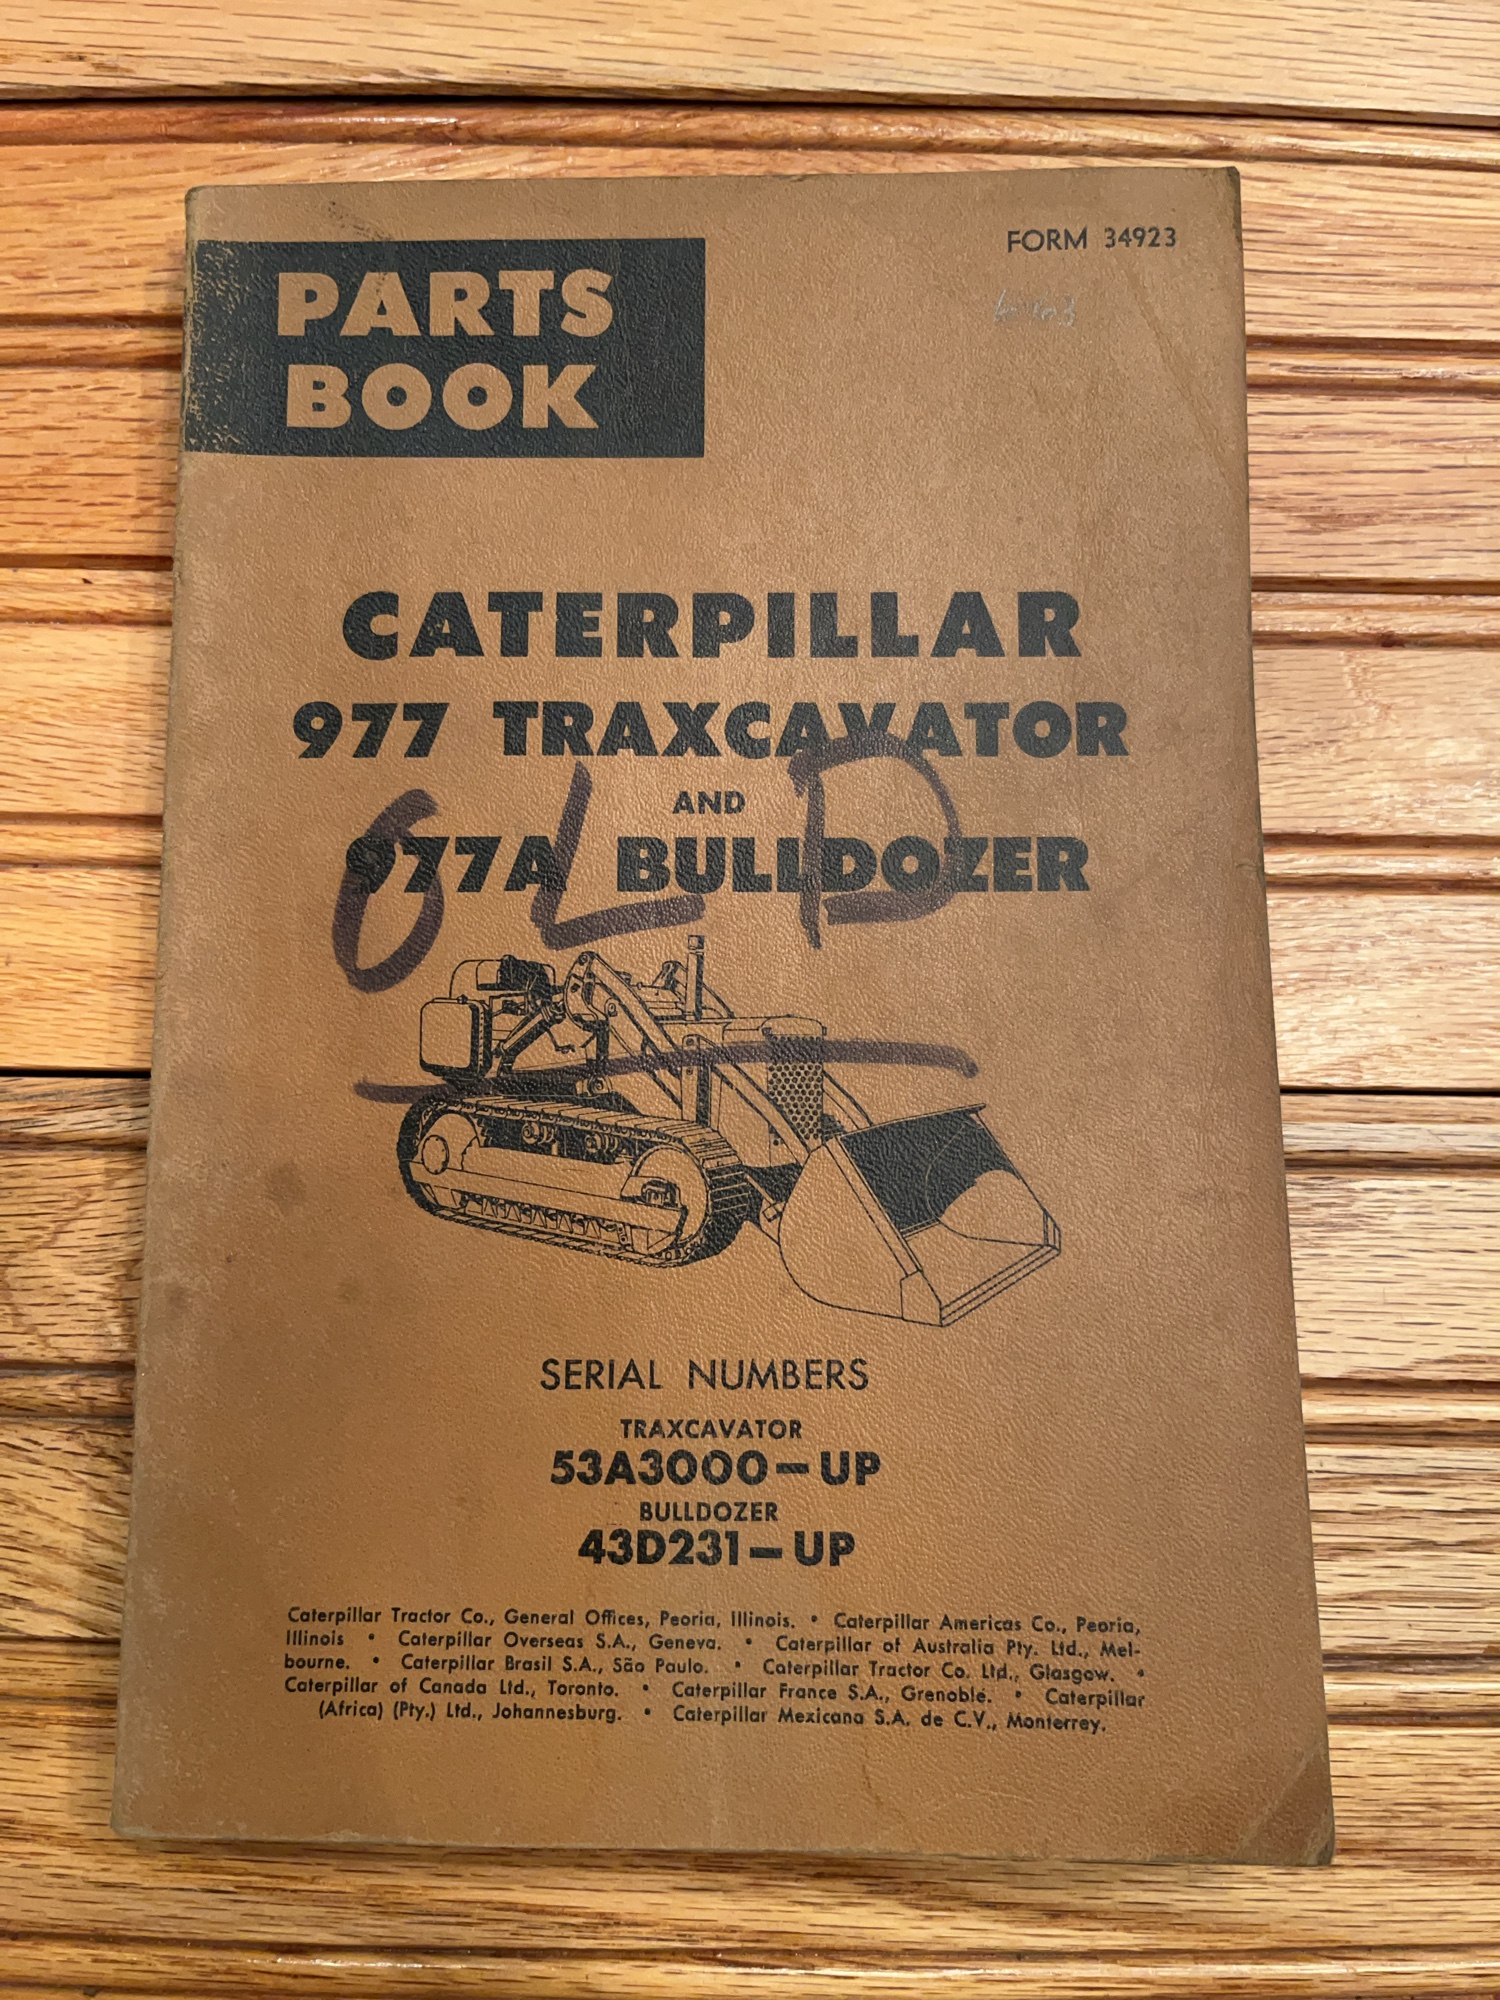 PARTS
BOOK
FORM 34923
CATERPILLAR
977 TRAXCAVATOR
AND
977A BULLDOZER
OLD
SERIAL NUMBERS
TRAXCAVATOR
53A3000—UP
BULLDOZER
43D231—UP
Caterpillar Tractor Co., General Offices, Peoria, Illinois. • Caterpillar Americas Co., Peoria,
Illinois • Caterpillar Overseas S.A., Geneva. • Caterpillar of Australia Pty. Ltd., Mel-
bourne. • Caterpillar Brasil S.A., São Paulo. • Caterpillar Tractor Co. Ltd., Glasgow. •
Caterpillar of Canada Ltd., Toronto. • Caterpillar France S.A., Grenoble. • Caterpillar
(Africa) (Pty.) Ltd., Johannesburg. • Caterpillar Mexicana S.A. de C.V., Monterrey.